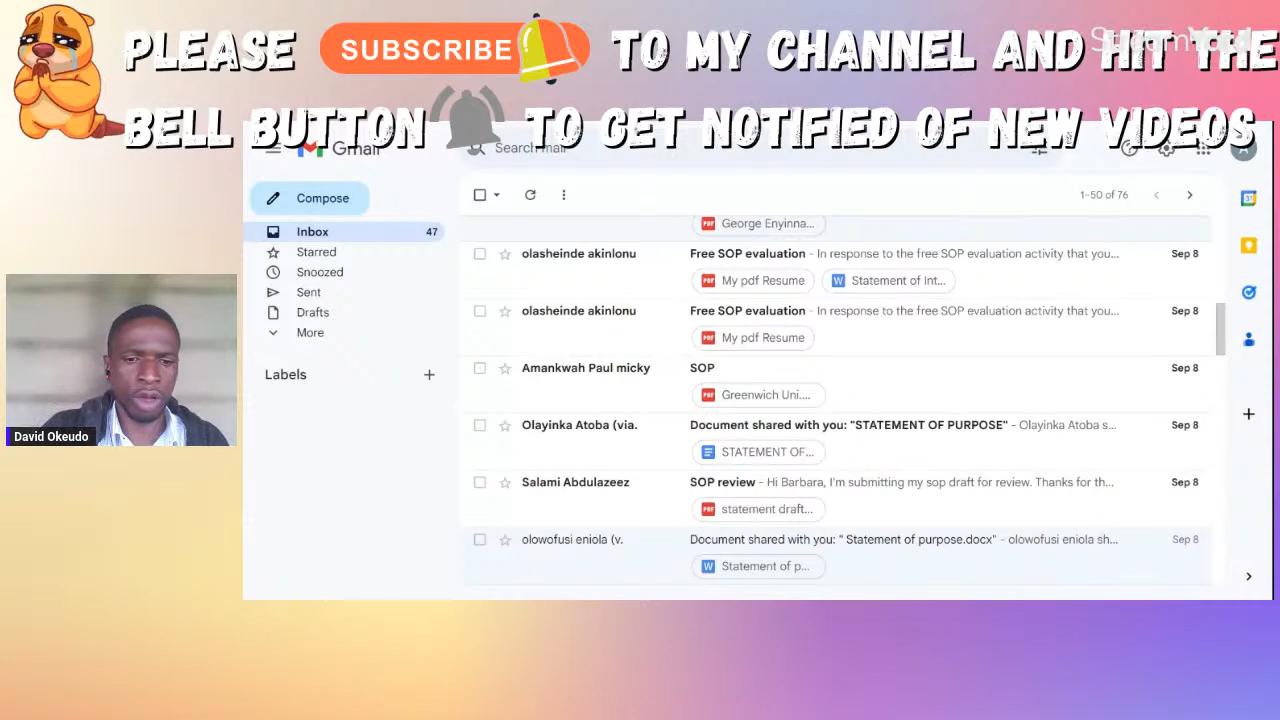 PLEASE SUBSCRIBE TO MY CHANNEL AND HIT THE
BELL BUTTON TO GET NOTIFIED OF NEW VIDEOS
StreamYard
Gmail
Search mail
Compose
1–50 of 76
Inbox 47
Starred
Snoozed
Sent
Drafts
More
Labels
PDF George Enyinna...
olasheinde akinlonu Free SOP evaluation - In response to the free SOP evaluation activity that you... Sep 8
PDF My pdf Resume W Statement of Int...
olasheinde akinlonu Free SOP evaluation - In response to the free SOP evaluation activity that you... Sep 8
PDF My pdf Resume
Amankwah Paul micky SOP Sep 8
PDF Greenwich Uni....
Olayinka Atoba (via. Document shared with you: "STATEMENT OF PURPOSE" - Olayinka Atoba s... Sep 8
STATEMENT OF...
Salami Abdulazeez SOP review - Hi Barbara, I'm submitting my sop draft for review. Thanks for th... Sep 8
PDF statement draft...
olowofusi eniola (v. Document shared with you: " Statement of purpose.docx" - olowofusi eniola sh... Sep 8
W Statement of p...
31
David Okeudo